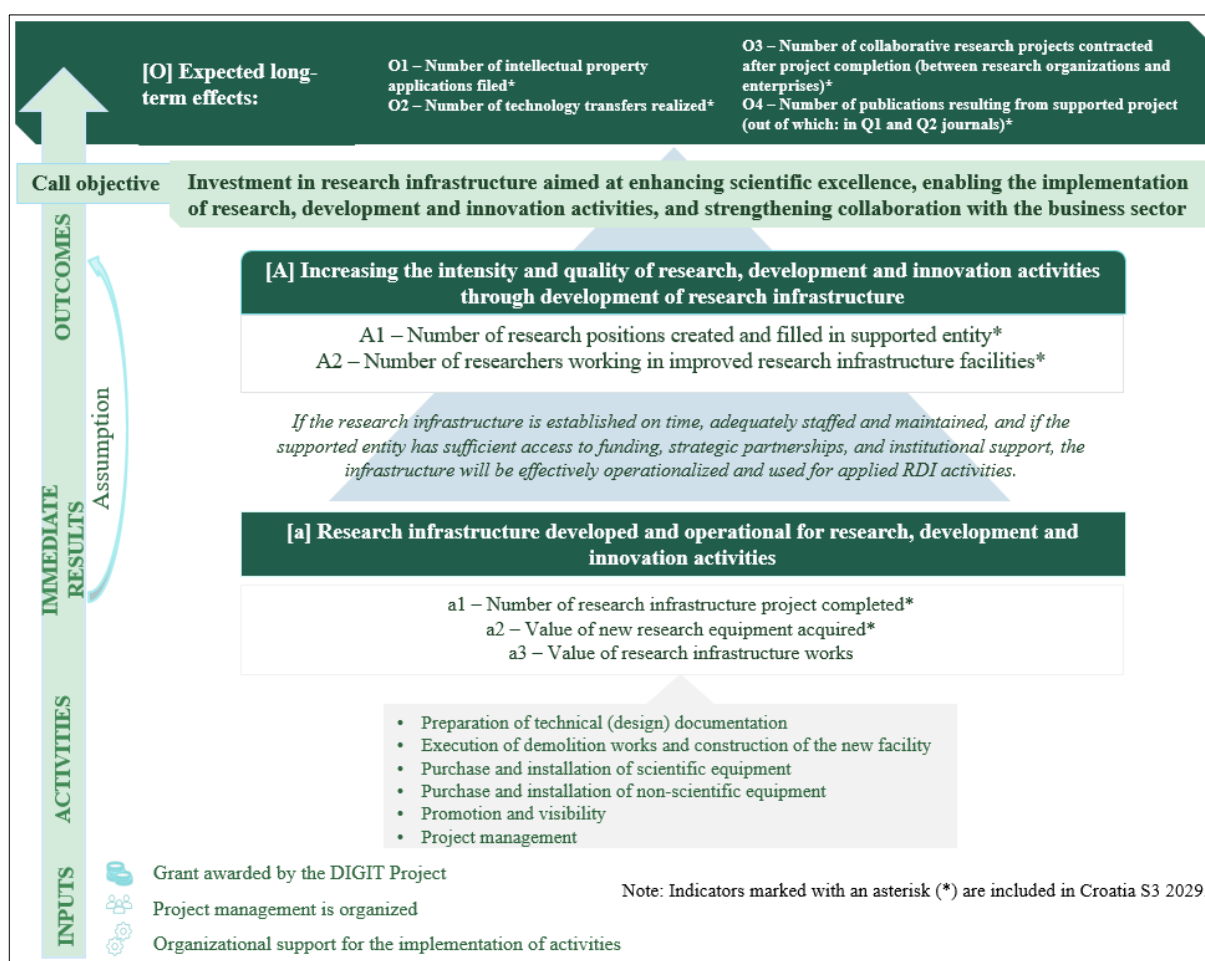 [O] Expected long-
term effects:
O1 – Number of intellectual property
applications filed*
O2 – Number of technology transfers realized*
O3 – Number of collaborative research projects contracted
after project completion (between research organizations and
enterprises)*
O4 – Number of publications resulting from supported project
(out of which: in Q1 and Q2 journals)*
Call objective
Investment in research infrastructure aimed at enhancing scientific excellence, enabling the implementation
of research, development and innovation activities, and strengthening collaboration with the business sector
OUTCOMES
[A] Increasing the intensity and quality of research, development and innovation activities
through development of research infrastructure
A1 – Number of research positions created and filled in supported entity*
A2 – Number of researchers working in improved research infrastructure facilities*
Assumption
If the research infrastructure is established on time, adequately staffed and maintained, and if the
supported entity has sufficient access to funding, strategic partnerships, and institutional support, the
infrastructure will be effectively operationalized and used for applied RDI activities.
IMMEDIATE
RESULTS
[a] Research infrastructure developed and operational for research, development and
innovation activities
a1 – Number of research infrastructure project completed*
a2 – Value of new research equipment acquired*
a3 – Value of research infrastructure works
ACTIVITIES
• Preparation of technical (design) documentation
• Execution of demolition works and construction of the new facility
• Purchase and installation of scientific equipment
• Purchase and installation of non-scientific equipment
• Promotion and visibility
• Project management
INPUTS
Grant awarded by the DIGIT Project
Project management is organized
Organizational support for the implementation of activities
Note: Indicators marked with an asterisk (*) are included in Croatia S3 2029.